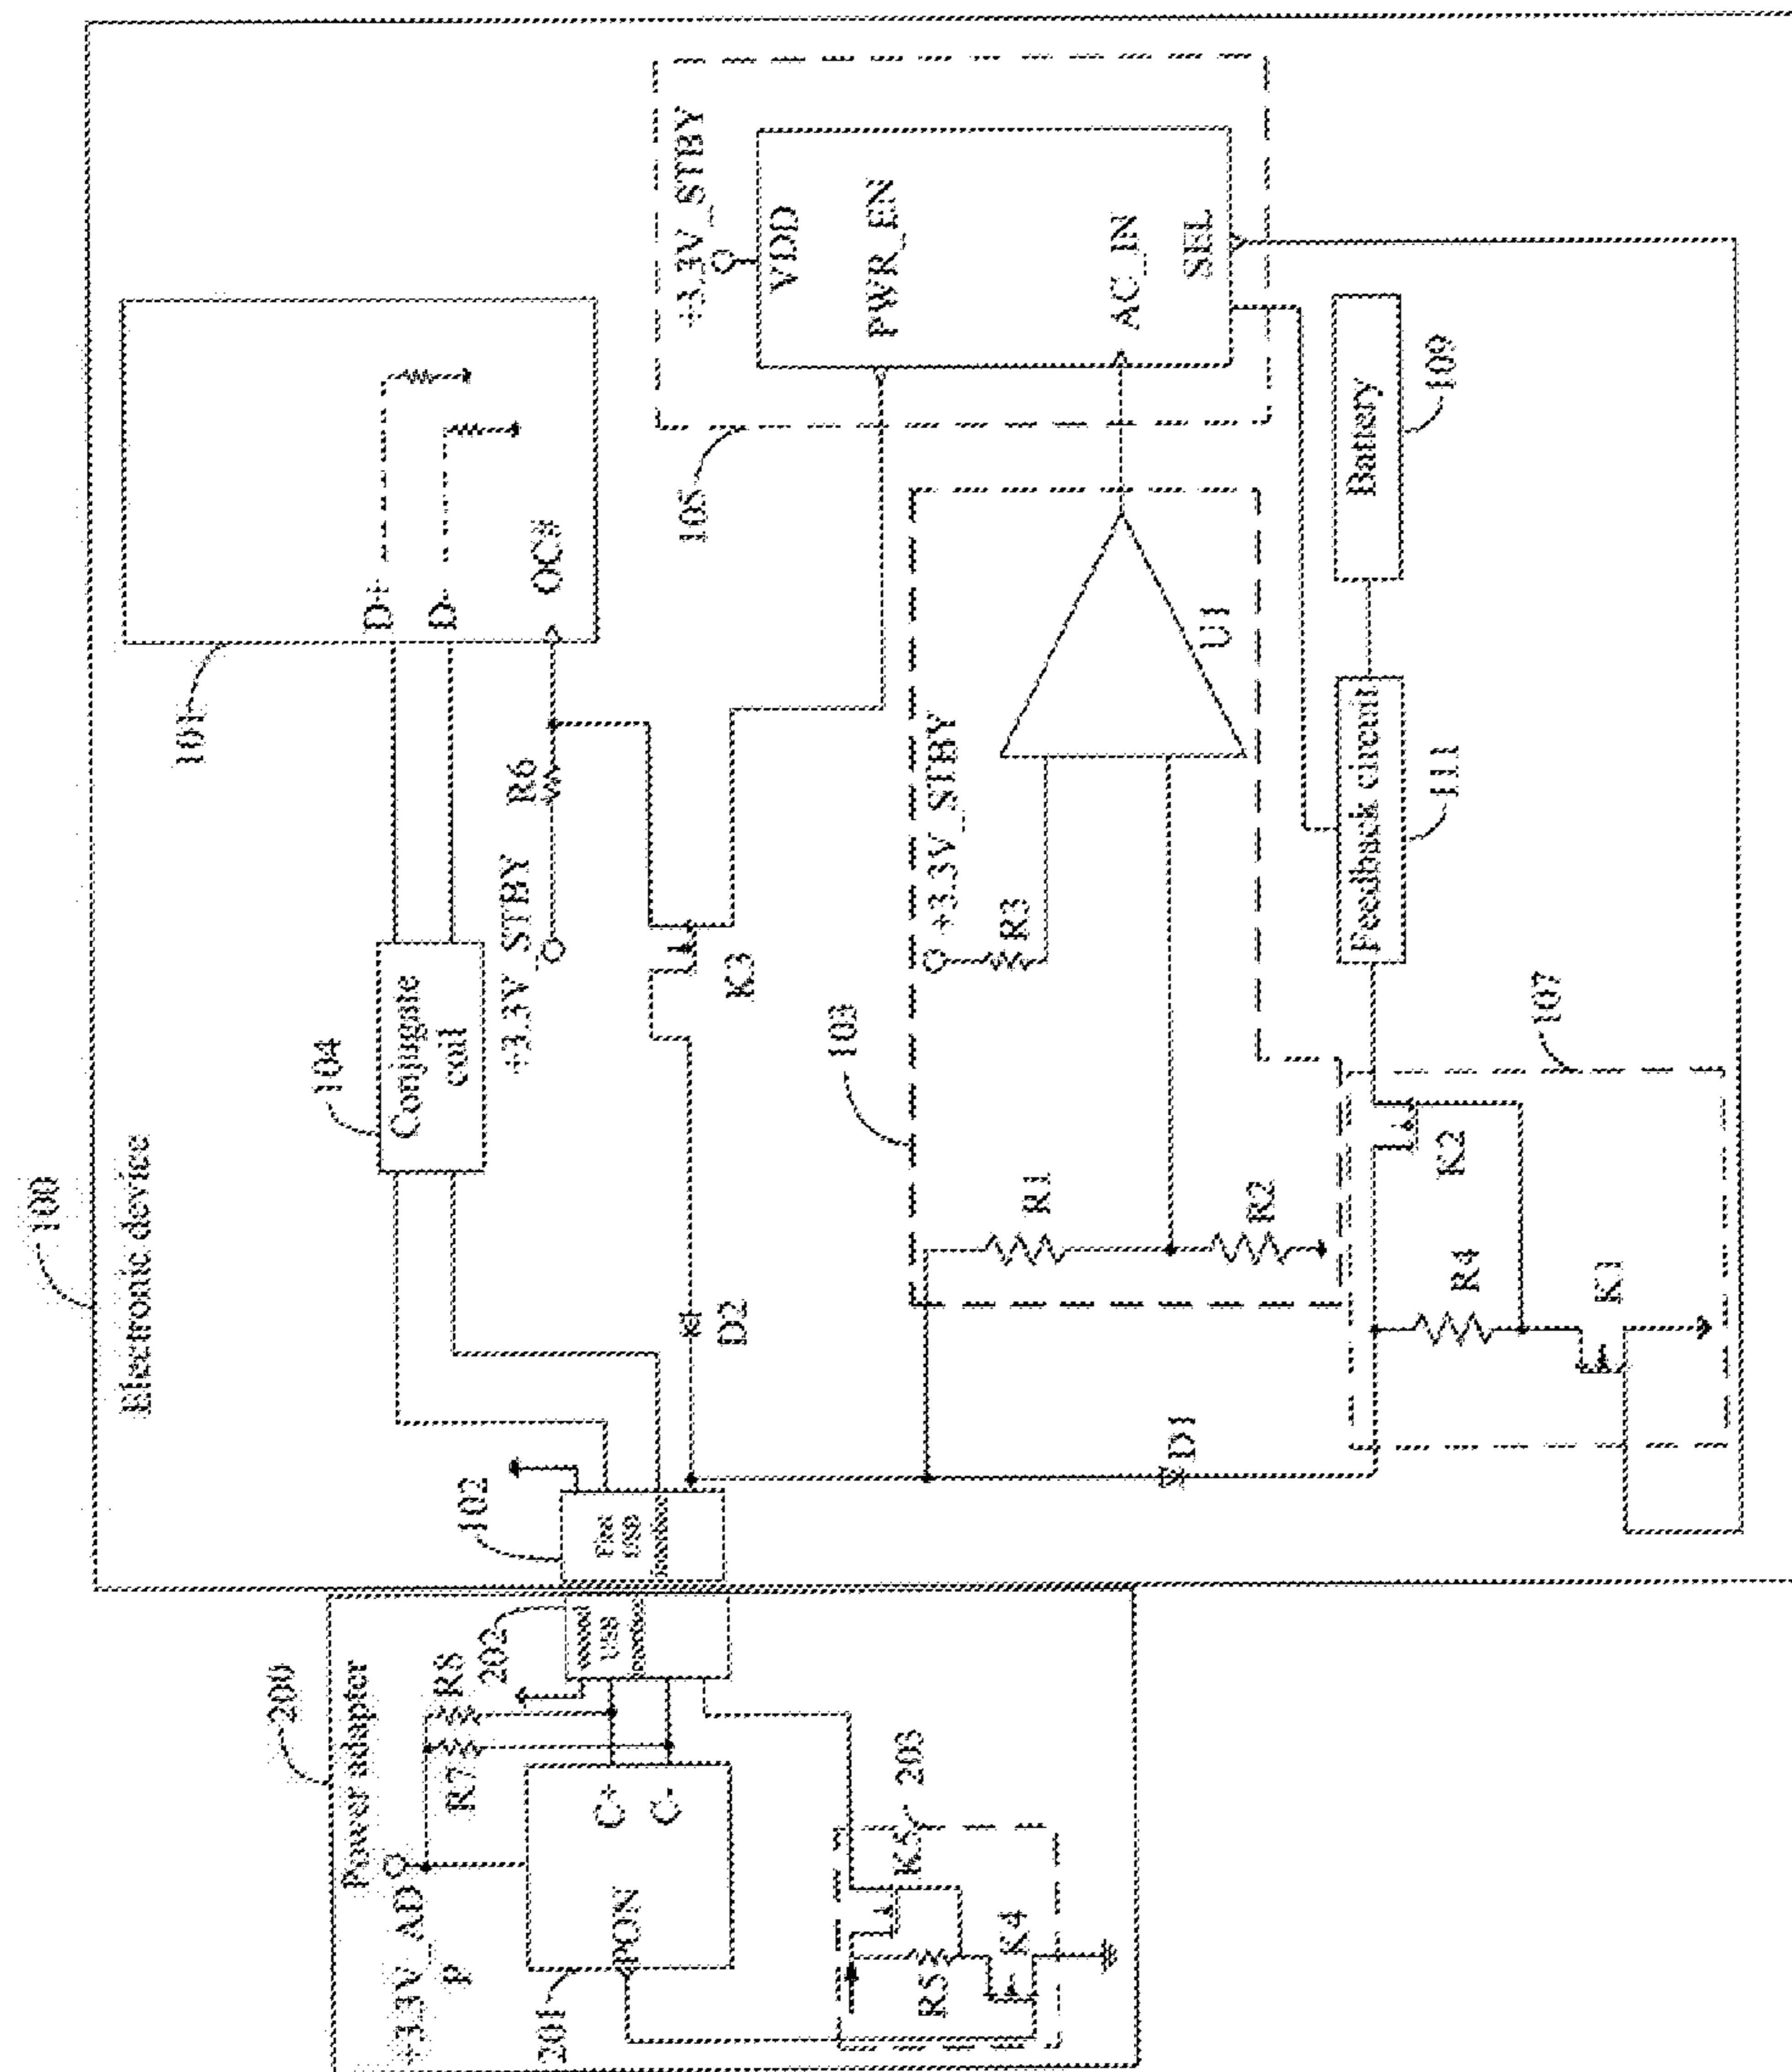 100
Electronic device
101
D+
D-
OC#
104
Conjugate
coil
+3.3V_STBY
R6
K3
D2
102
USB
105
+3.3V_STBY
VDD
PWR_EN
AC_IN
SEL
103
+3.3V_STBY
R3
U1
R1
R2
D1
Feedback circuit
111
Battery
109
107
K2
R4
K1
200
Power adapter
+3.3V_AD
P
R7
R8
202
USB
201
PON
C+
C-
203
K5
R5
K4